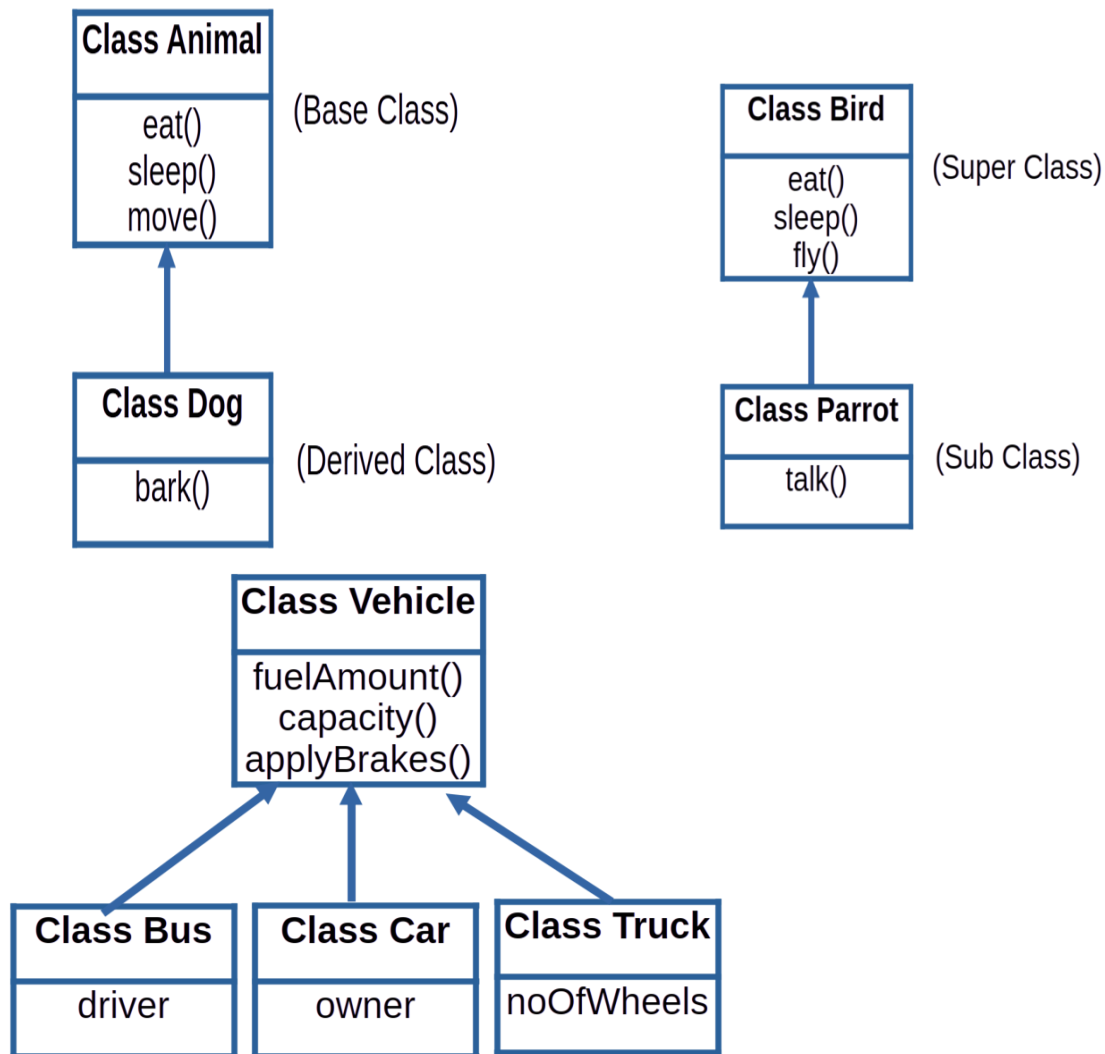 Class Animal
eat()
sleep()
move()
(Base Class)
Class Dog
bark()
(Derived Class)
Class Bird
eat()
sleep()
fly()
(Super Class)
Class Parrot
talk()
(Sub Class)
Class Vehicle
fuelAmount()
capacity()
applyBrakes()
Class Bus
driver
Class Car
owner
Class Truck
noOfWheels